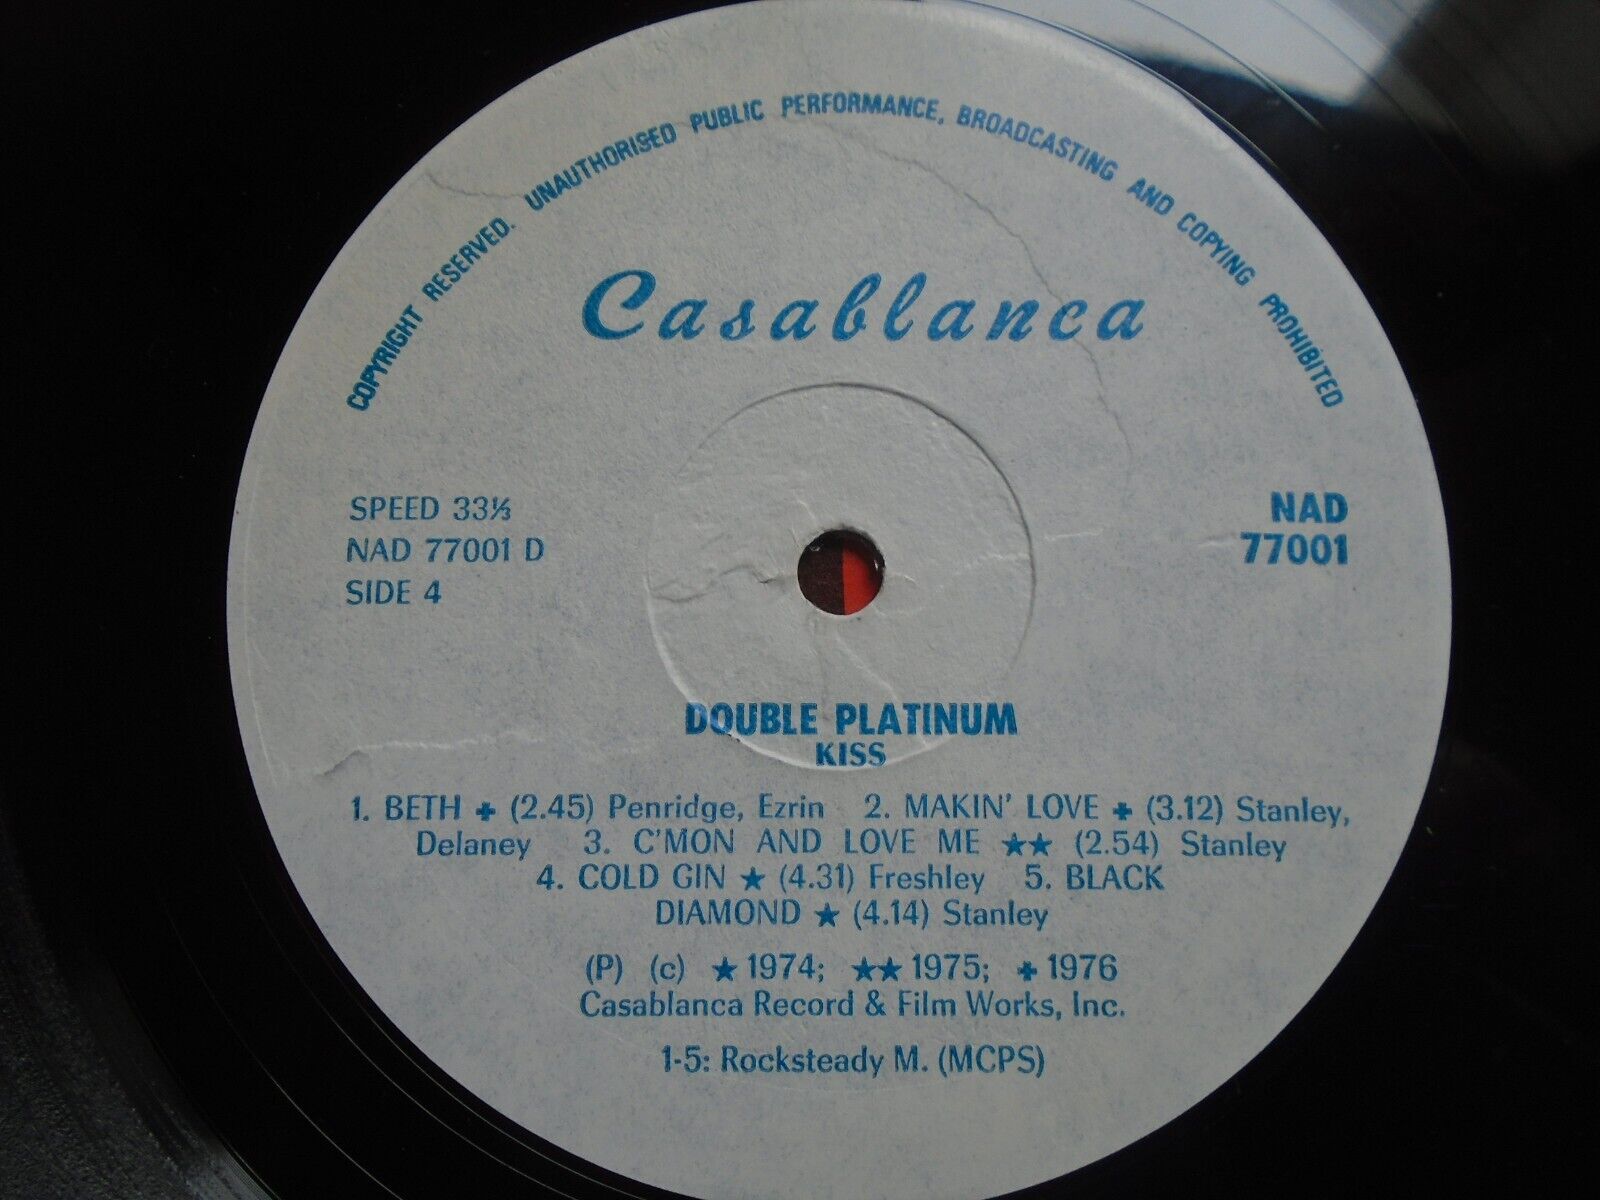 COPYRIGHT RESERVED. UNAUTHORISED PUBLIC PERFORMANCE, BROADCASTING AND COPYING PROHIBITED
Casablanca
SPEED 33⅓
NAD 77001 D
SIDE 4
NAD
77001
DOUBLE PLATINUM
KISS
1. BETH ✚ (2.45) Penridge, Ezrin 2. MAKIN' LOVE ✚ (3.12) Stanley,
Delaney 3. C'MON AND LOVE ME ★★ (2.54) Stanley
4. COLD GIN ★ (4.31) Freshley 5. BLACK
DIAMOND ★ (4.14) Stanley
(P) (c) ★ 1974; ★★ 1975; ✚ 1976
Casablanca Record & Film Works, Inc.
1-5: Rocksteady M. (MCPS)